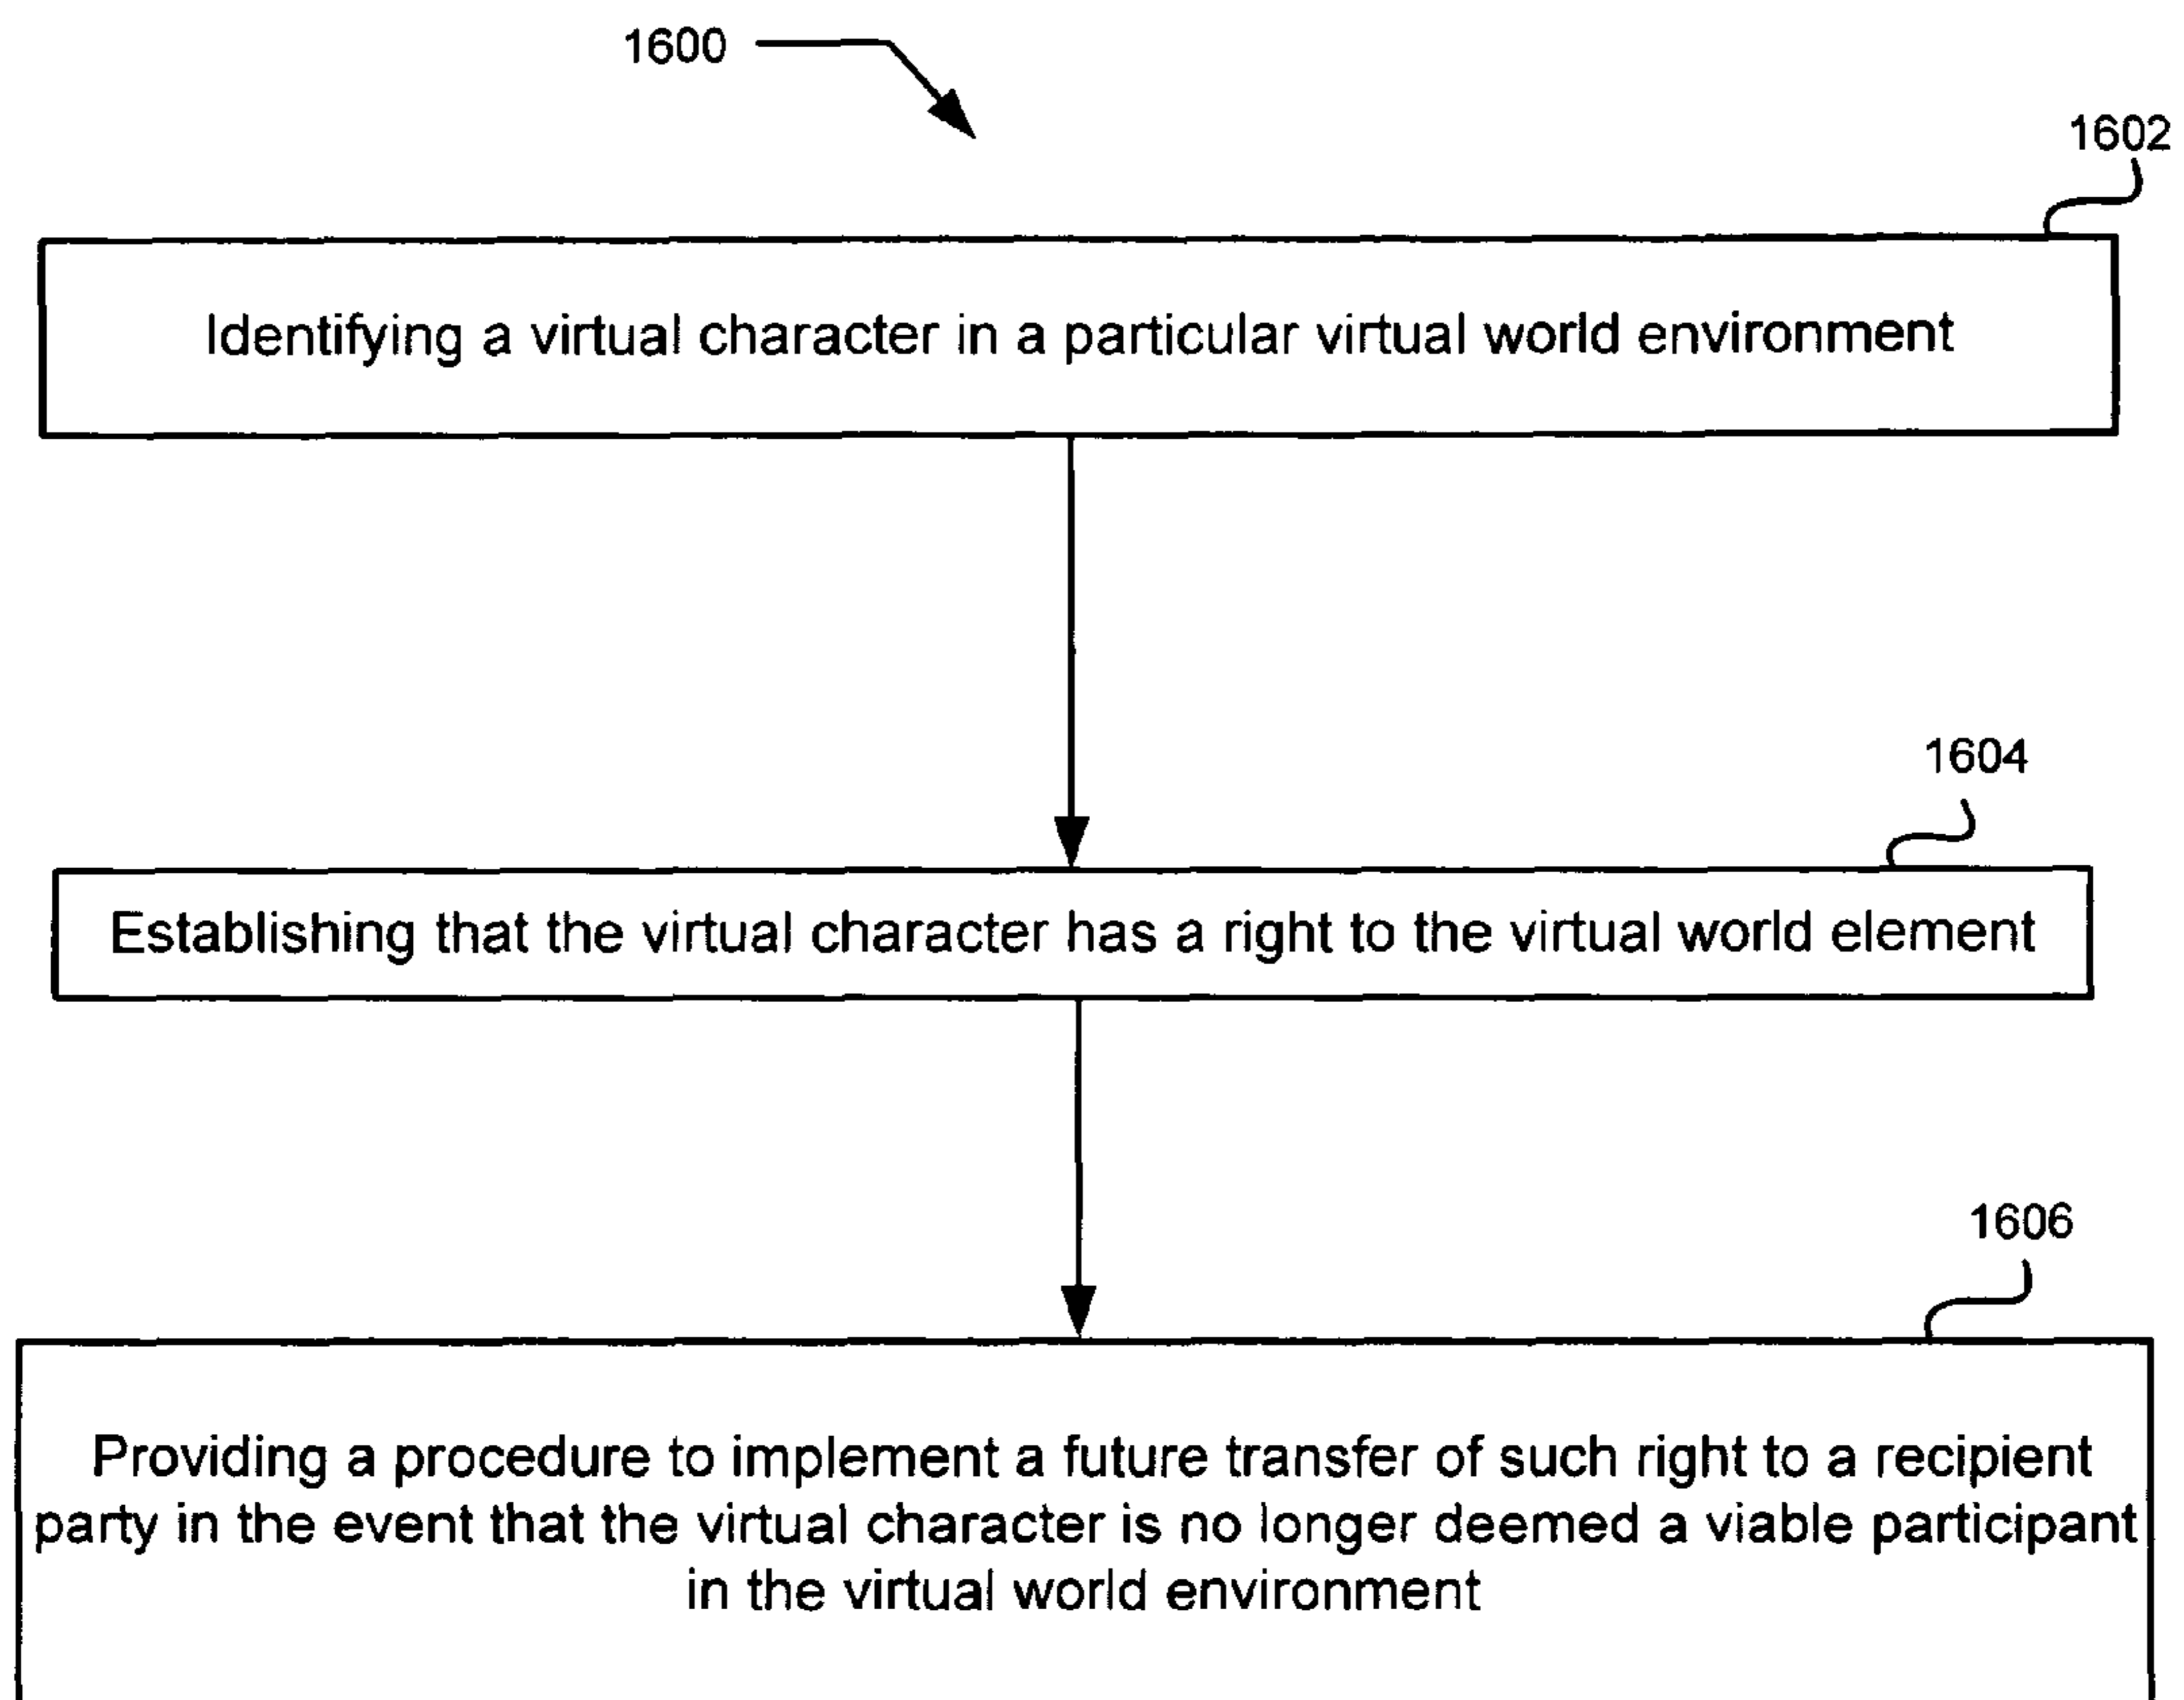 1600
1602
Identifying a virtual character in a particular virtual world environment
1604
Establishing that the virtual character has a right to the virtual world element
1606
Providing a procedure to implement a future transfer of such right to a recipient
party in the event that the virtual character is no longer deemed a viable participant
in the virtual world environment